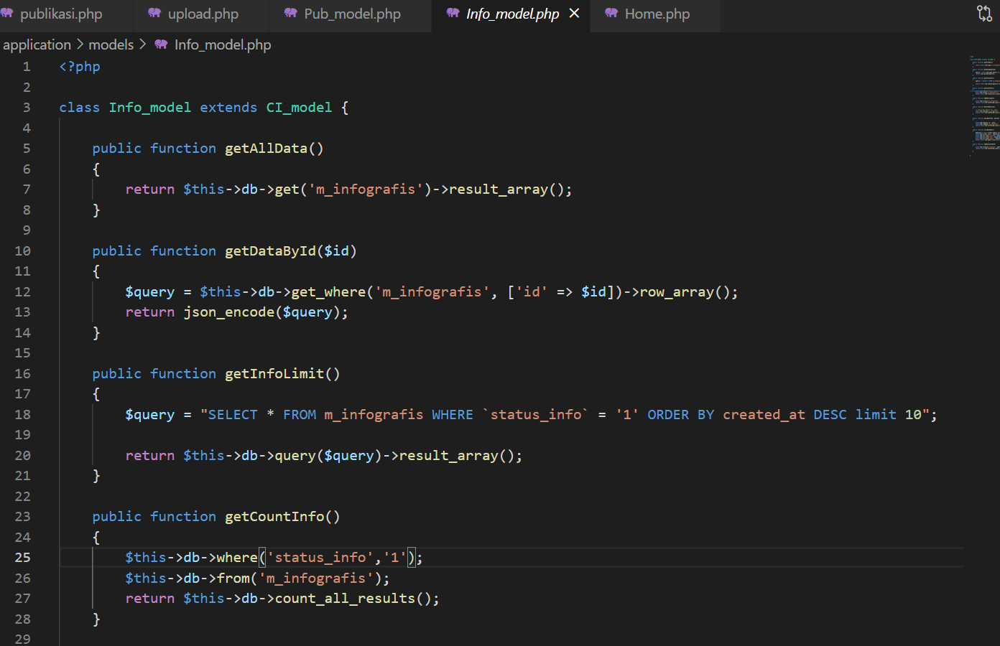 publikasi.php upload.php Pub_model.php Info_model.php Home.php
application > models > Info_model.php
1 <?php
2
3 class Info_model extends CI_model {
4
5 public function getAllData()
6 {
7 return $this->db->get('m_infografis')->result_array();
8 }
9
10 public function getDataById($id)
11 {
12 $query = $this->db->get_where('m_infografis', ['id' => $id])->row_array();
13 return json_encode($query);
14 }
15
16 public function getInfoLimit()
17 {
18 $query = "SELECT * FROM m_infografis WHERE `status_info` = '1' ORDER BY created_at DESC limit 10";
19
20 return $this->db->query($query)->result_array();
21 }
22
23 public function getCountInfo()
24 {
25 $this->db->where('status_info','1');
26 $this->db->from('m_infografis');
27 return $this->db->count_all_results();
28 }
29